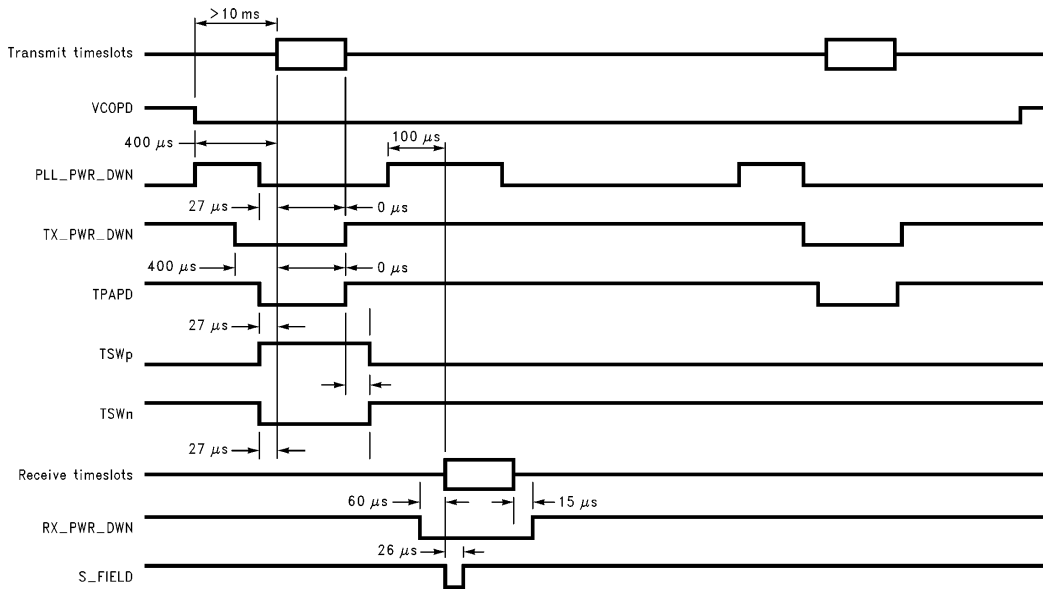 >10 ms
Transmit timeslots
VCOPD
400 μs
100 μs
PLL_PWR_DWN
27 μs
0 μs
TX_PWR_DWN
400 μs
0 μs
TPAPD
27 μs
TSWp
TSWn
27 μs
Receive timeslots
60 μs
15 μs
RX_PWR_DWN
26 μs
S_FIELD